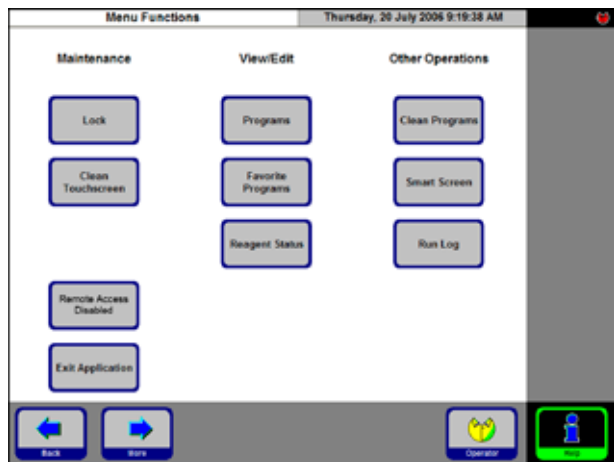 Menu Functions
Thursday, 20 July 2006 9:19:38 AM
Maintenance
View/Edit
Other Operations
Lock
Programs
Clean Programs
Clean
Touchscreen
Favorite
Programs
Smart Screen
Reagent Status
Run Log
Remote Access
Disabled
Exit Application
Back
More
Operator
Help